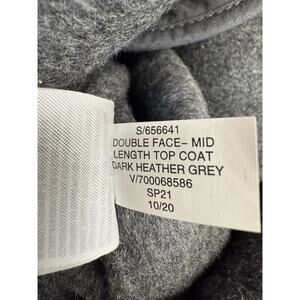 S/656641
DOUBLE FACE- MID
LENGTH TOP COAT
DARK HEATHER GREY
V/700068586
SP21
10/20